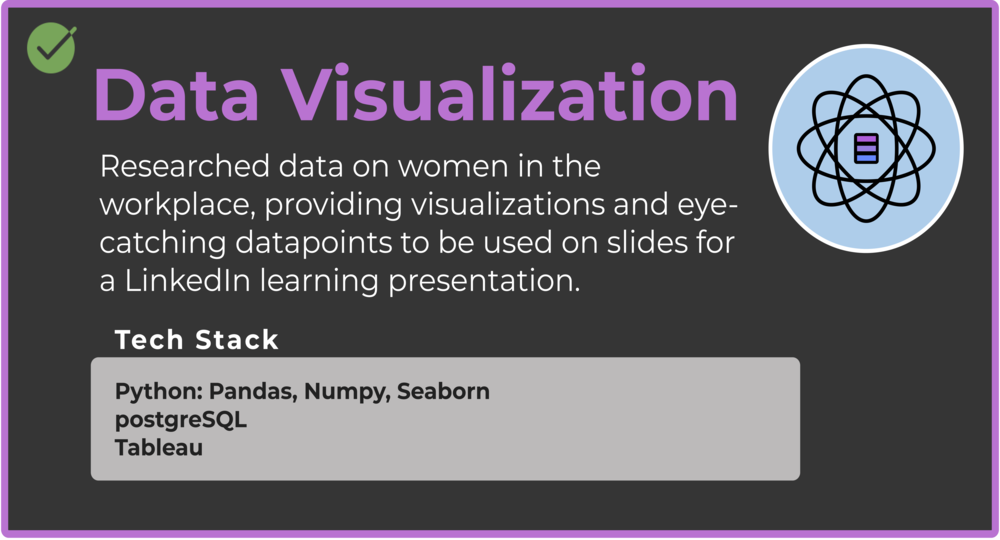 Data Visualization
Researched data on women in the
workplace, providing visualizations and eye-
catching datapoints to be used on slides for
a LinkedIn learning presentation.
Tech Stack
Python: Pandas, Numpy, Seaborn
postgreSQL
Tableau